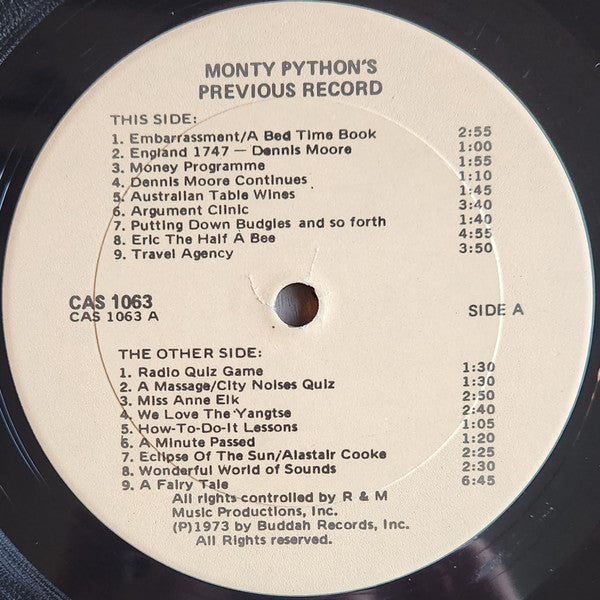 MONTY PYTHON'S
PREVIOUS RECORD
THIS SIDE:
1. Embarrassment/A Bed Time Book 2:55
2. England 1747 — Dennis Moore 1:00
3. Money Programme 1:55
4. Dennis Moore Continues 1:10
5. Australian Table Wines 1:45
6. Argument Clinic 3:40
7. Putting Down Budgies and so forth 1:40
8. Eric The Half A Bee 4:55
9. Travel Agency 3:50
CAS 1063
CAS 1063 A
SIDE A
THE OTHER SIDE:
1. Radio Quiz Game 1:30
2. A Massage/City Noises Quiz 1:30
3. Miss Anne Elk 2:50
4. We Love The Yangtse 2:40
5. How-To-Do-It Lessons 1:05
6. A Minute Passed 1:20
7. Eclipse Of The Sun/Alastair Cooke 2:25
8. Wonderful World of Sounds 2:30
9. A Fairy Tale 6:45
All rights controlled by R & M
Music Productions, Inc.
(P)1973 by Buddah Records, Inc.
All Rights reserved.